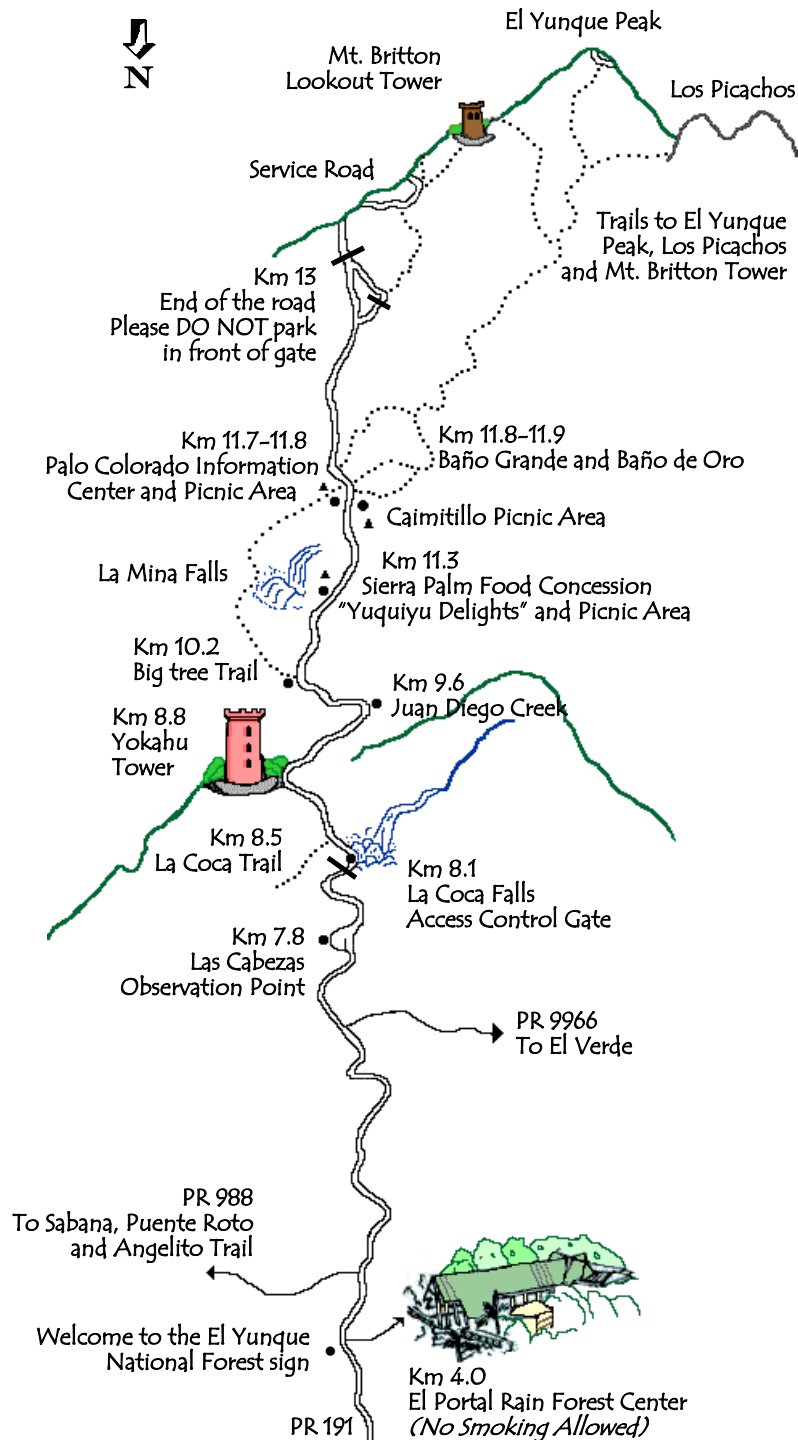 El Yunque Peak
Mt. Britton
Lookout Tower
N
Los Picachos
Service Road
Trails to El Yunque
Peak, Los Picachos
and Mt. Britton Tower
Km 13
End of the road
Please DO NOT park
in front of gate
Km 11.7-11.8
Palo Colorado Information
Center and Picnic Area
Km 11.8-11.9
Baño Grande and Baño de Oro
Caimitillo Picnic Area
La Mina Falls
Km 11.3
Sierra Palm Food Concession
"Yuquiyu Delights" and Picnic Area
Km 10.2
Big tree Trail
Km 9.6
Juan Diego Creek
Km 8.8
Yokahu
Tower
Km 8.5
La Coca Trail
Km 8.1
La Coca Falls
Access Control Gate
Km 7.8
Las Cabezas
Observation Point
PR 9966
To El Verde
PR 988
To Sabana, Puente Roto
and Angelito Trail
Welcome to the El Yunque
National Forest sign
Km 4.0
El Portal Rain Forest Center
(No Smoking Allowed)
PR 191